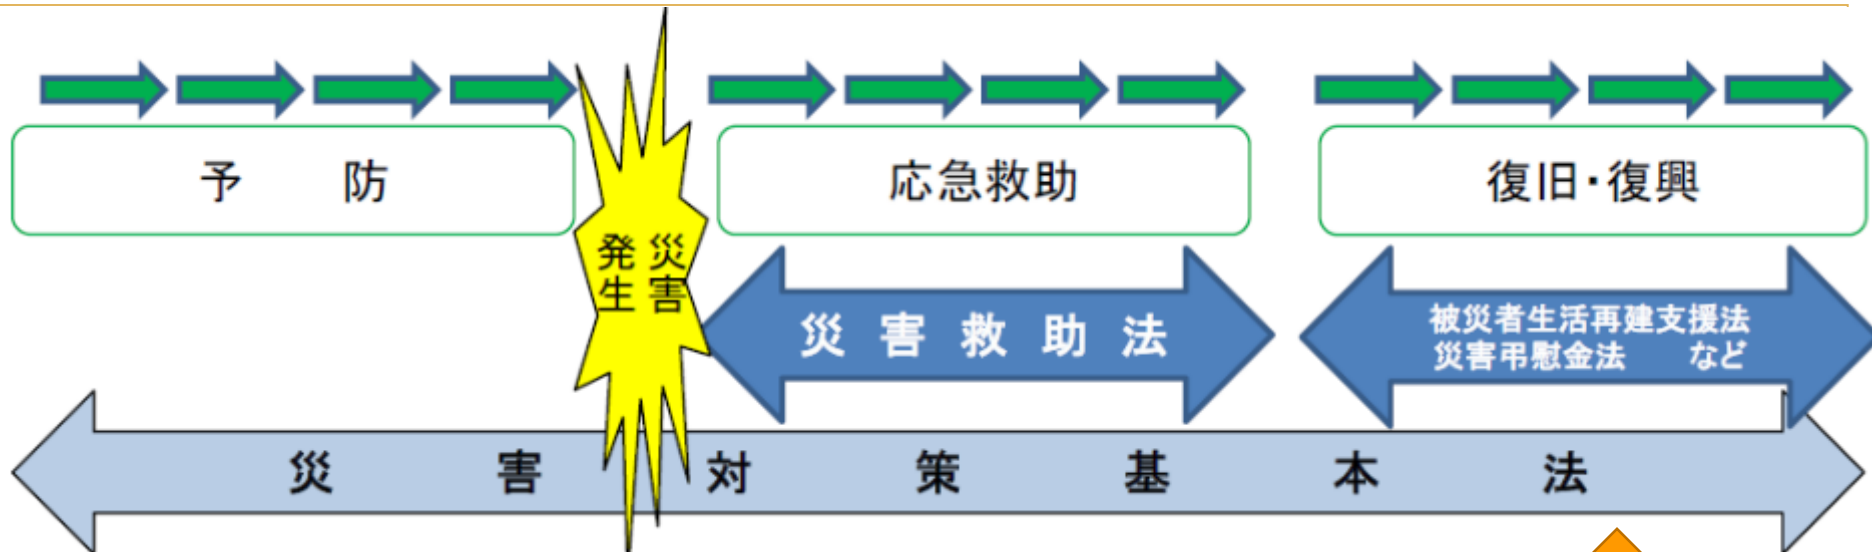 予防
応急救助
復旧・復興
災害
発生
災害救助法
被災者生活再建支援法
災害弔慰金法 など
災害対策基本法